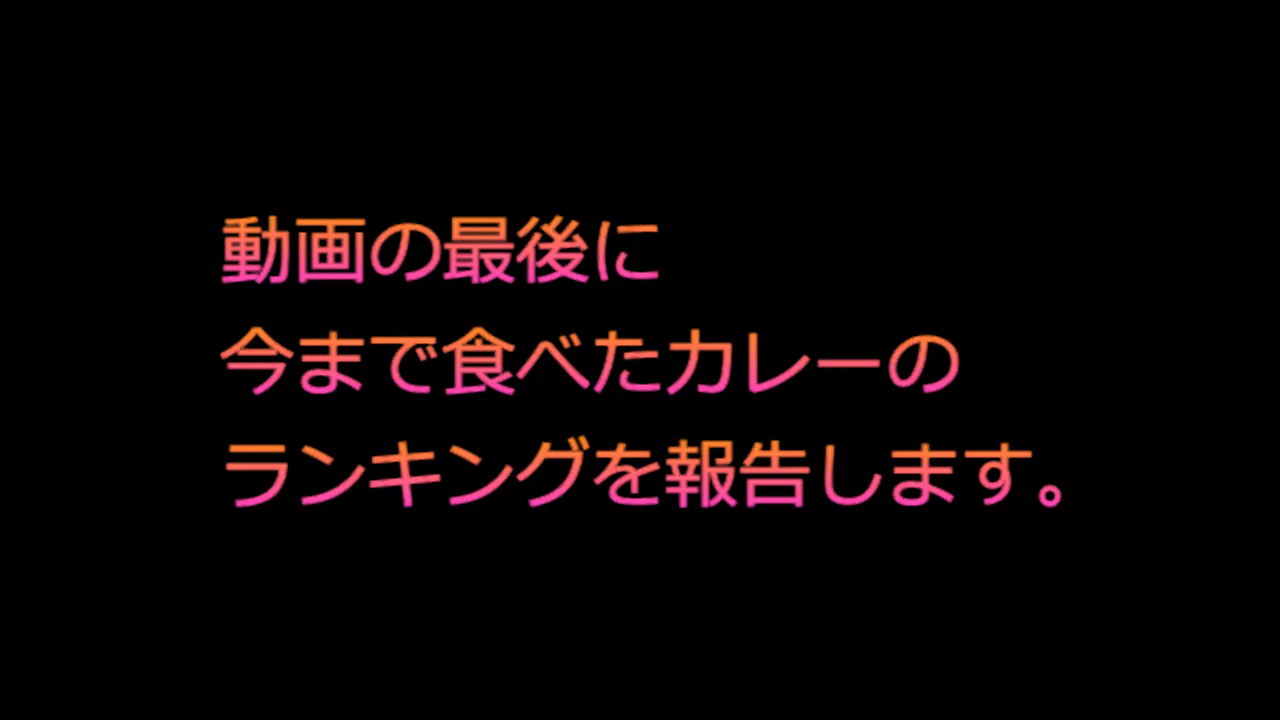 動画の最後に
今まで食べたカレーの
ランキングを報告します。